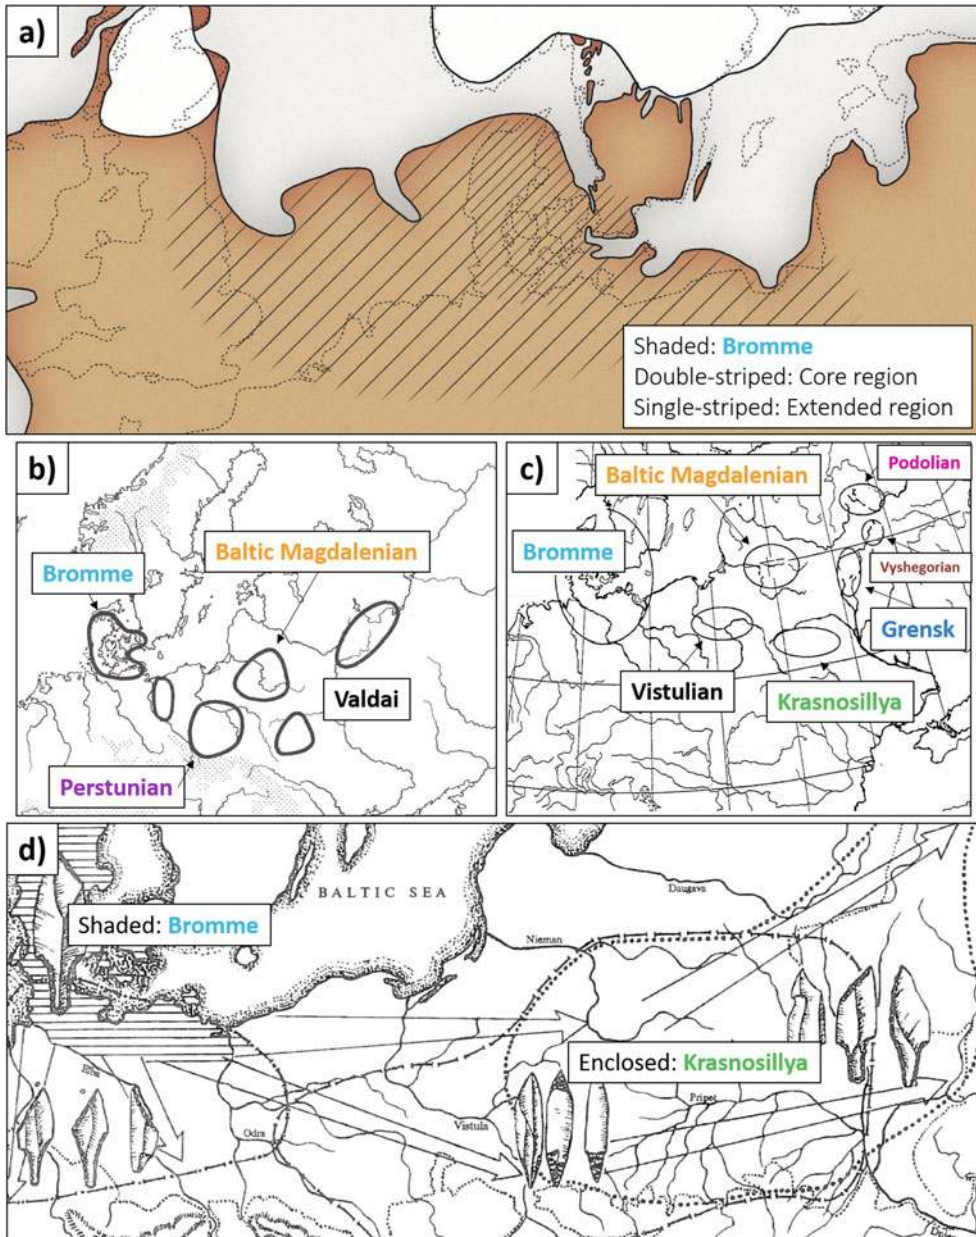 a)
Shaded: Bromme
Double-striped: Core region
Single-striped: Extended region
b)
Bromme
Baltic Magdalenian
Valdai
Perstunian
c)
Podolian
Baltic Magdalenian
Bromme
Vyshegorian
Grensk
Vistulian
Krasnosillya
d)
BALTIC SEA
Daugava
Shaded: Bromme
Nieman
Enclosed: Krasnosillya
Pripet
Vistula
Odra